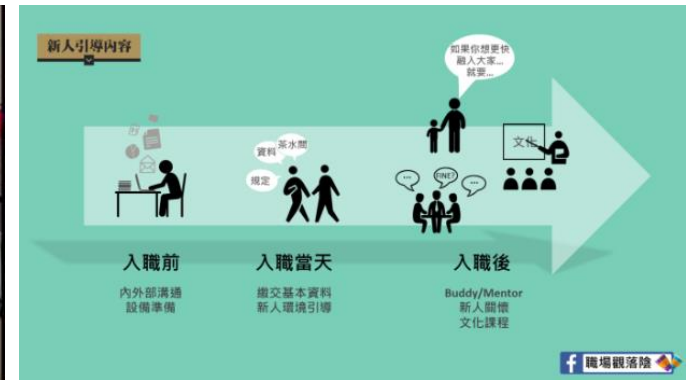 新人引導內容
如果你想更快
融入大家...
就要...
資料
茶水間
規定
文化
...
FINE?
...
入職前
內外部溝通
設備準備
入職當天
繳交基本資料
新人環境引導
入職後
Buddy/Mentor
新人關懷
文化課程
f 職場觀落陰